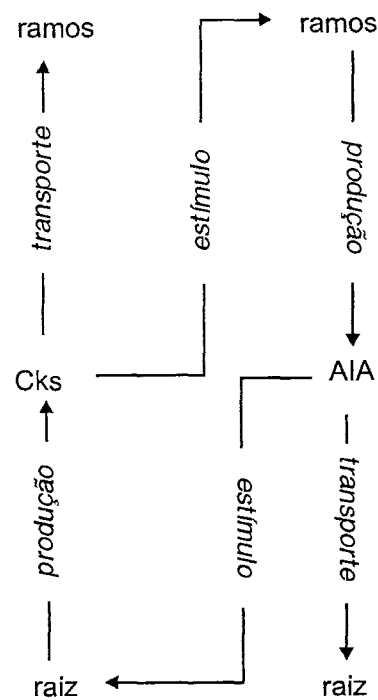 ramos
ramos
transporte
estímulo
produção
Cks
AIA
produção
estímulo
transporte
raiz
raiz